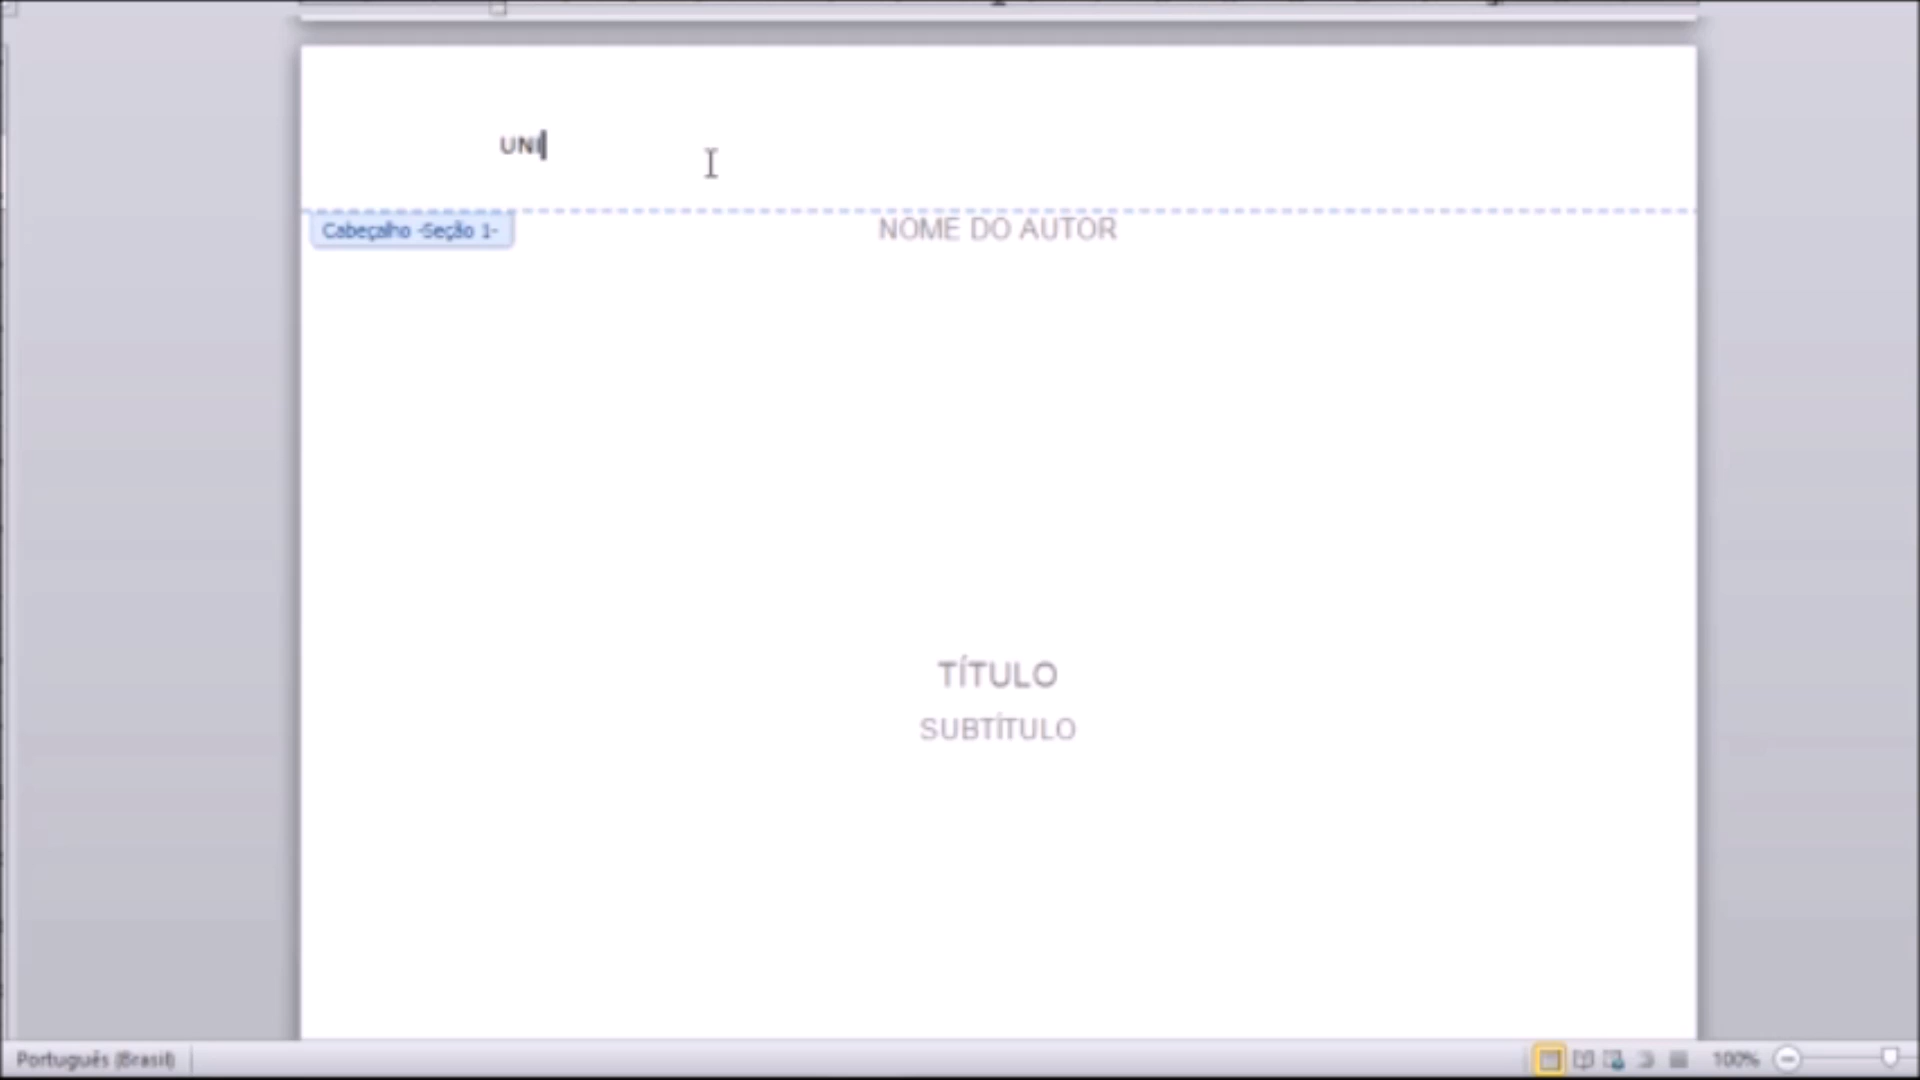 UNI
Cabeçalho -Seção 1-
NOME DO AUTOR
TÍTULO
SUBTÍTULO
Português (Brasil)
100%